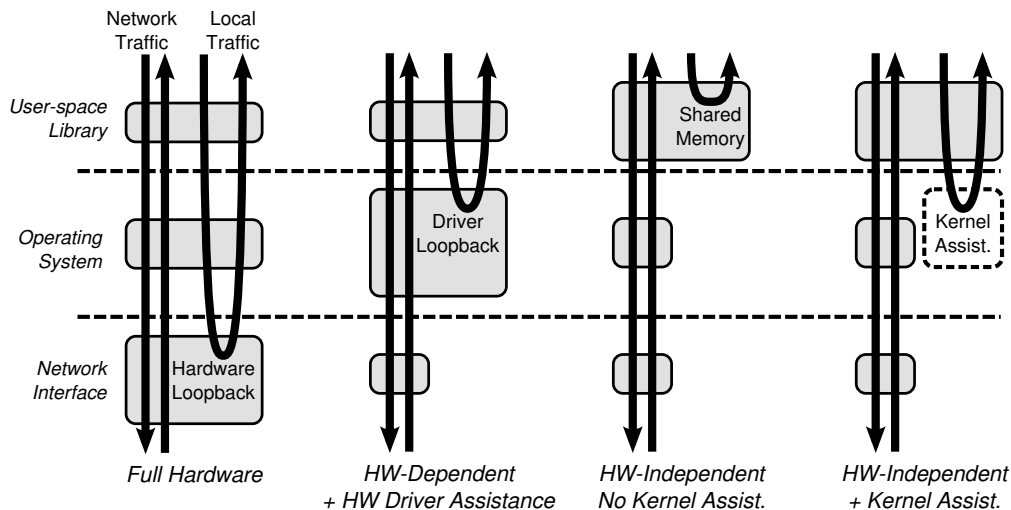 Network
Traffic
Local
Traffic
User-space
Library
Shared
Memory
Operating
System
Driver
Loopback
Kernel
Assist.
Network
Interface
Hardware
Loopback
Full Hardware
HW-Dependent
+ HW Driver Assistance
HW-Independent
No Kernel Assist.
HW-Independent
+ Kernel Assist.